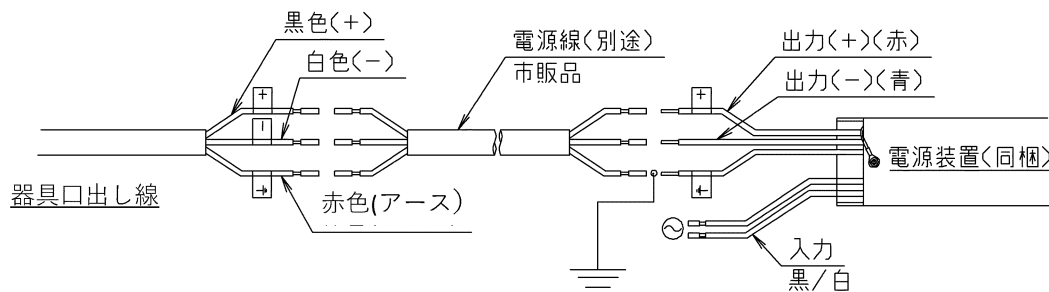 黒色(+)
白色(−)
電源線(別途)
市販品
出力(+)(赤)
出力(−)(青)
電源装置(同梱)
器具口出し線
赤色(アース)
入力
黒/白